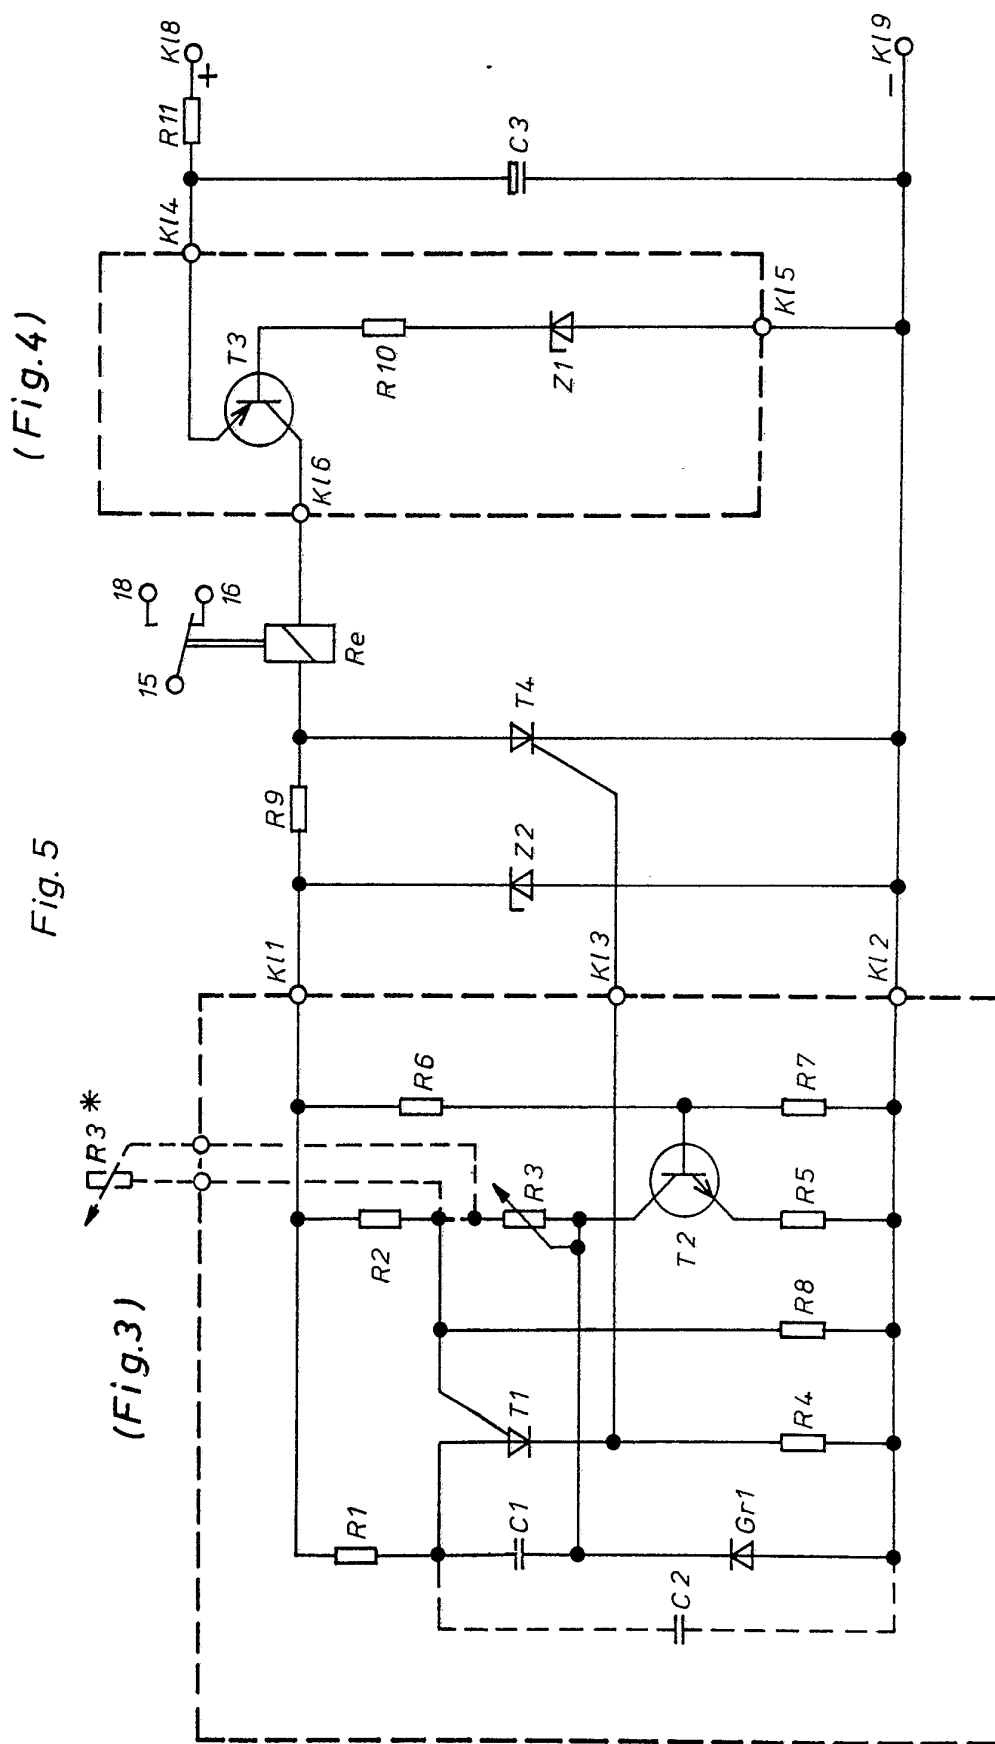 Fig. 5
(Fig.3)
(Fig.4)
R3*
Kl1
R9
Re
Kl6
Kl4
R11
Kl8
+
15
18
16
R1
R2
R3
R6
C1
T1
T2
Kl3
Z2
T4
T3
R10
Z1
C3
C2
Gr1
R4
R8
R5
R7
Kl2
Kl5
−
Kl9